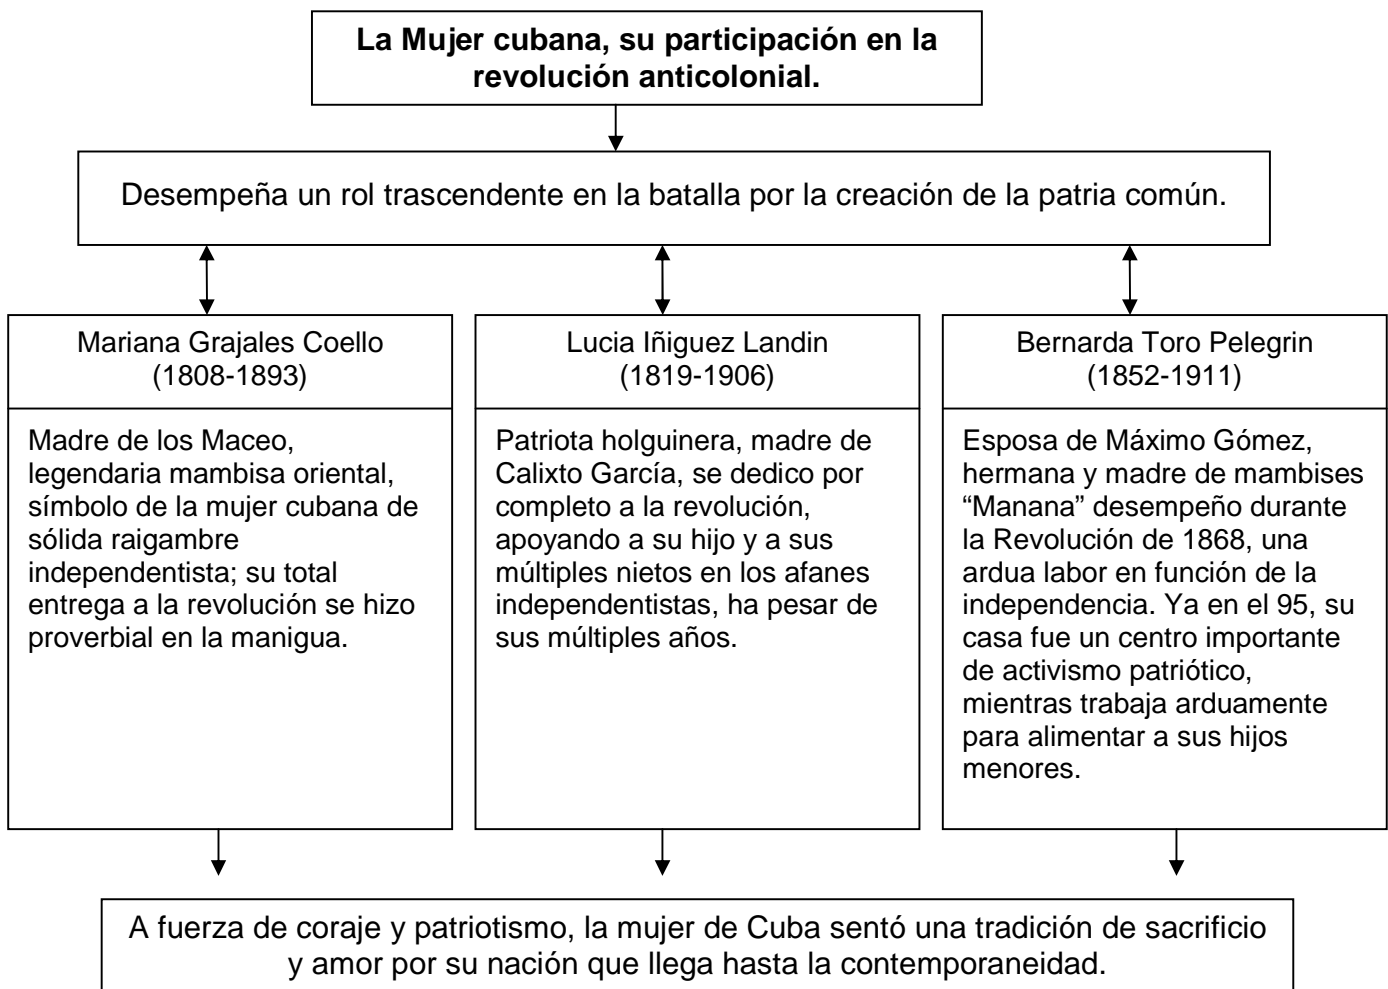 La Mujer cubana, su participación en la
revolución anticolonial.
Desempeña un rol trascendente en la batalla por la creación de la patria común.
Mariana Grajales Coello
(1808-1893)
Madre de los Maceo,
legendaria mambisa oriental,
símbolo de la mujer cubana de
sólida raigambre
independentista; su total
entrega a la revolución se hizo
proverbial en la manigua.
Lucia Iñiguez Landin
(1819-1906)
Patriota holguinera, madre de
Calixto García, se dedico por
completo a la revolución,
apoyando a su hijo y a sus
múltiples nietos en los afanes
independentistas, ha pesar de
sus múltiples años.
Bernarda Toro Pelegrin
(1852-1911)
Esposa de Máximo Gómez,
hermana y madre de mambises
“Manana” desempeño durante
la Revolución de 1868, una
ardua labor en función de la
independencia. Ya en el 95, su
casa fue un centro importante
de activismo patriótico,
mientras trabaja arduamente
para alimentar a sus hijos
menores.
A fuerza de coraje y patriotismo, la mujer de Cuba sentó una tradición de sacrificio
y amor por su nación que llega hasta la contemporaneidad.